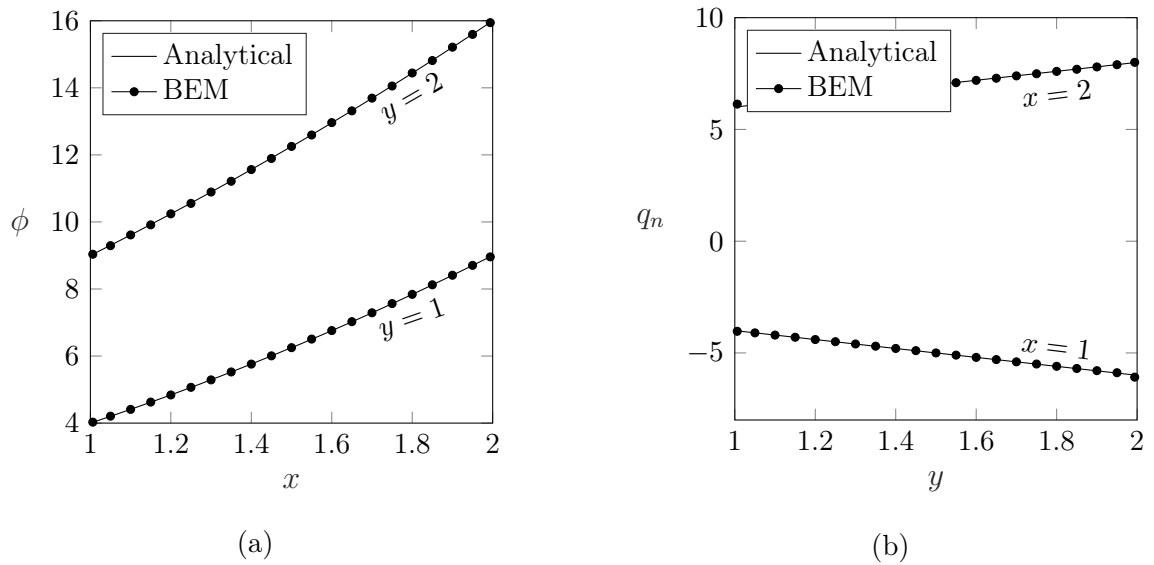 16
14
12
10
8
6
4
1
1.2
1.4
1.6
1.8
2
ϕ
x
Analytical
BEM
y = 2
y = 1
(a)
10
5
0
−5
1
1.2
1.4
1.6
1.8
2
q_n
y
Analytical
BEM
x = 2
x = 1
(b)